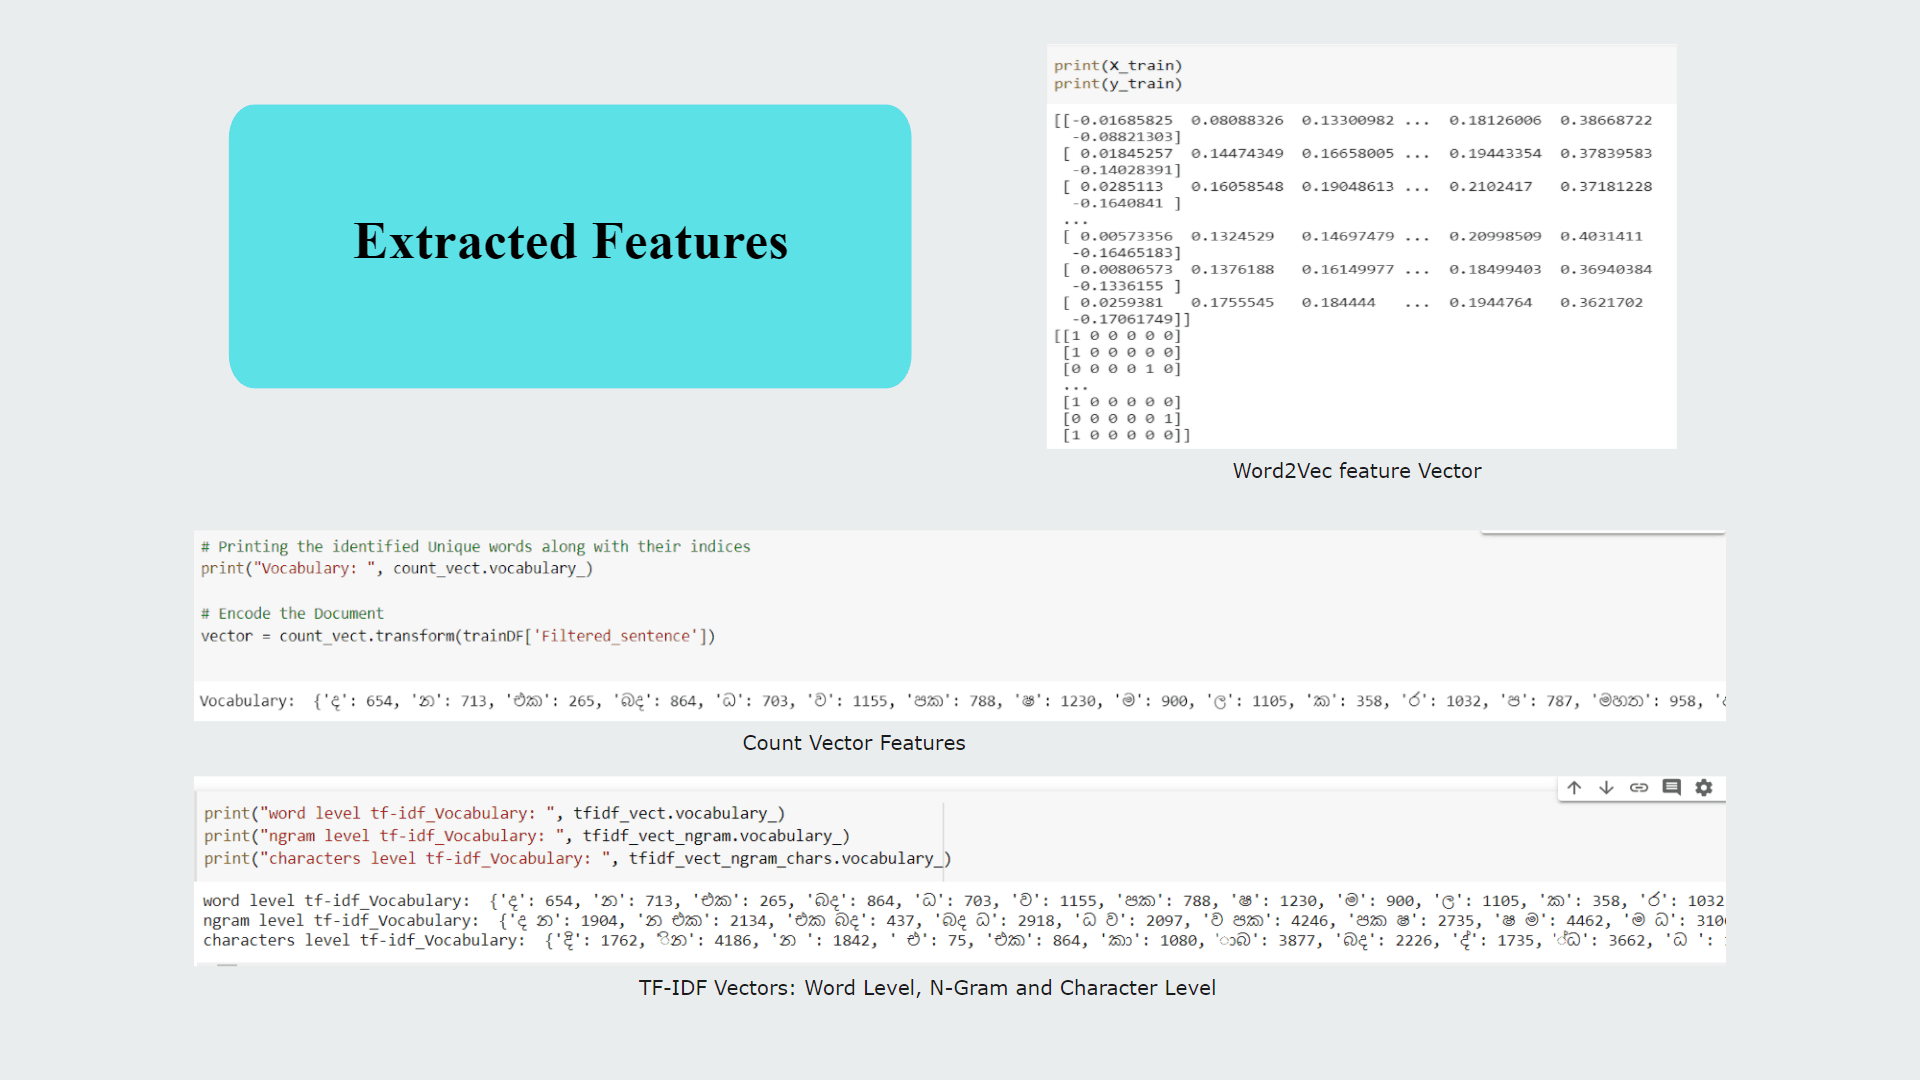 Extracted Features
print(X_train)
print(y_train)
[[-0.01685825 0.08088326 0.13300982 ... 0.18126006 0.38668722
-0.08821303]
[ 0.01845257 0.14474349 0.16658005 ... 0.19443354 0.37839583
-0.14028391]
[ 0.0285113 0.16058548 0.19048613 ... 0.2102417 0.37181228
-0.1640841 ]
...
[ 0.00573356 0.1324529 0.14697479 ... 0.20998509 0.4031411
-0.16465183]
[ 0.00806573 0.1376188 0.16149977 ... 0.18499403 0.36940384
-0.1336155 ]
[ 0.0259381 0.1755545 0.184444 ... 0.1944764 0.3621702
-0.17061749]]
[[1 0 0 0 0 0]
[1 0 0 0 0 0]
[0 0 0 0 1 0]
...
[1 0 0 0 0 0]
[0 0 0 0 0 1]
[1 0 0 0 0 0]]
Word2Vec feature Vector
# Printing the identified Unique words along with their indices
print("Vocabulary: ", count_vect.vocabulary_)
# Encode the Document
vector = count_vect.transform(trainDF['Filtered_sentence'])
Vocabulary: {'ද': 654, 'න': 713, 'එක': 265, 'බද': 864, 'ධ': 703, 'ව': 1155, 'පක': 788, 'ෂ': 1230, 'ම': 900, 'ල': 1105, 'ක': 358, 'ර': 1032, 'ප': 787, 'මහත': 958,
Count Vector Features
print("word level tf-idf_Vocabulary: ", tfidf_vect.vocabulary_)
print("ngram level tf-idf_Vocabulary: ", tfidf_vect_ngram.vocabulary_)
print("characters level tf-idf_Vocabulary: ", tfidf_vect_ngram_chars.vocabulary_)
word level tf-idf_Vocabulary: {'ද': 654, 'න': 713, 'එක': 265, 'බද': 864, 'ධ': 703, 'ව': 1155, 'පක': 788, 'ෂ': 1230, 'ම': 900, 'ල': 1105, 'ක': 358, 'ර': 1032
ngram level tf-idf_Vocabulary: {'ද න': 1904, 'න එක': 2134, 'එක බද': 437, 'බද ධ': 2918, 'ධ ව': 2097, 'ව පක': 4246, 'පක ෂ': 2735, 'ෂ ම': 4462, 'ම ධ':
characters level tf-idf_Vocabulary: {'දි': 1762, 'ින': 4186, 'න ': 1842, ' එ': 75, 'එක': 864, 'කා': 1080, 'ාබ': 3877, 'බද': 2226, 'ද්': 1735, '්ධ': 3662, 'ධ ':
TF-IDF Vectors: Word Level, N-Gram and Character Level